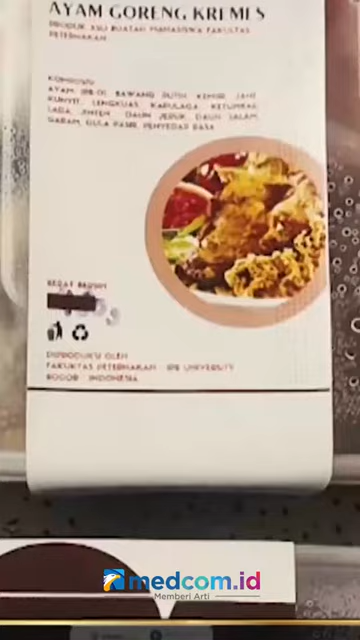 AYAM GORENG KREMES
PRODUK ASLI BUATAN MAHASISWA FAKULTAS
PETERNAKAN
KOMPOSISI
AYAM IPB-D1, BAWANG PUTIH, KEMIRI, JAHE
KUNYIT, LENGKUAS, KAPULAGA, KETUMBAR,
LADA, JINTEN, DAUN JERUK, DAUN SALAM,
GARAM, GULA PASIR, PENYEDAP RASA
BERAT BERSIH
DIPRODUKSI OLEH
FAKULTAS PETERNAKAN - IPB UNIVERSITY
BOGOR - INDONESIA
medcom.id
Memberi Arti